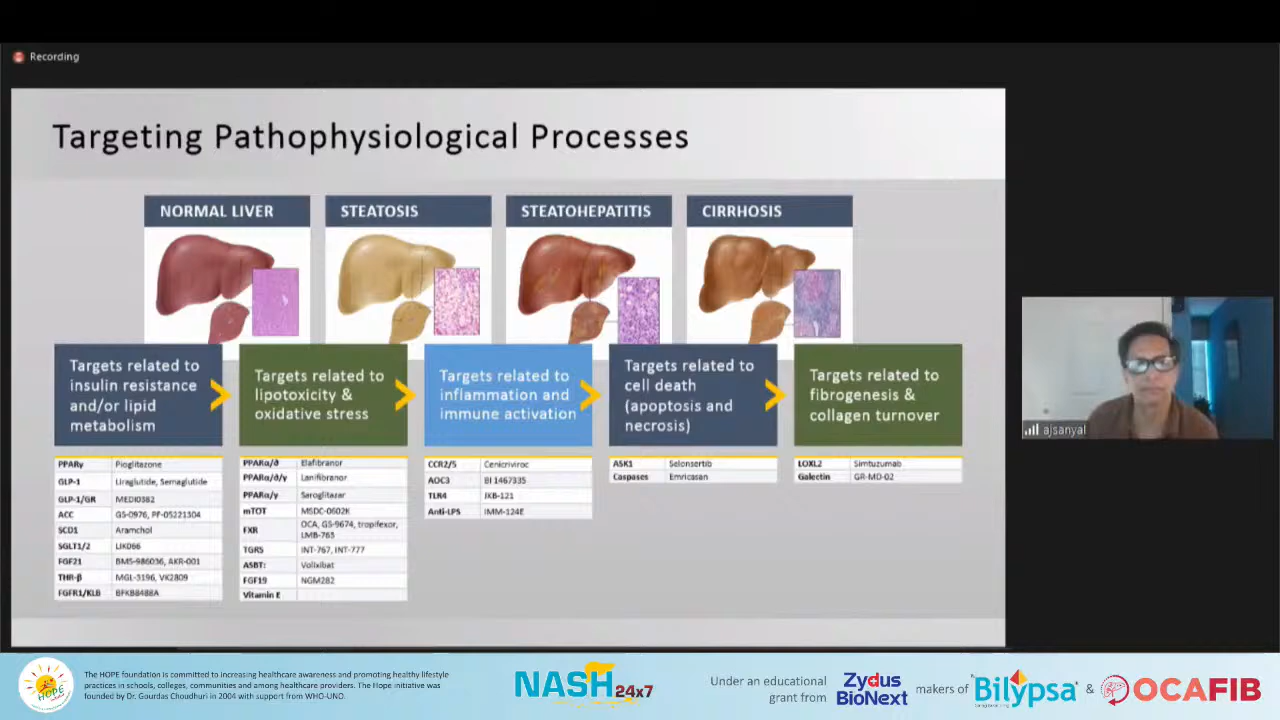 Recording
Targeting Pathophysiological Processes
NORMAL LIVER
STEATOSIS
STEATOHEPATITIS
CIRRHOSIS
Targets related to
insulin resistance
and/or lipid
metabolism
Targets related to
lipotoxicity &
oxidative stress
Targets related to
inflammation and
immune activation
Targets related to
cell death
(apoptosis and
necrosis)
Targets related to
fibrogenesis &
collagen turnover
PPARγ Pioglitazone
GLP-1 Liraglutide, Semaglutide
GLP-1/GR MEDI0382
ACC GS-0976, PF-05221304
SCD1 Aramchol
SGLT1/2 LIK066
FGF21 BMS-986036, AKR-001
THR-β MGL-3196, VK2809
FGFR1/KLB BFKB8488A
PPARα/δ Elafibranor
PPARα/δ/γ Lanifibranor
PPARα/γ Saroglitazar
mTOT MSDC-0602K
FXR OCA, GS-9674, tropifexor,
LMB-763
TGR5 INT-767, INT-777
ASBT: Volixibat
FGF19 NGM282
Vitamin E
CCR2/5 Cenicriviroc
AOC3 BI 1467335
TLR4 JKB-121
Anti-LPS IMM-124E
ASK1 Selonsertib
Caspases Emricasan
LOXL2 Simtuzumab
Galectin GR-MD-02
ajsanyal
HOPE
The HOPE foundation is committed to increasing healthcare awareness and promoting healthy lifestyle
practices in schools, colleges, communities and among healthcare providers. The Hope initiative was
founded by Dr. Gourdas Choudhuri in 2004 with support from WHO-UNO.
NASH 24x7
Under an educational
grant from
Zydus
BioNext
makers of
"Bilypsa" & OCAFIB